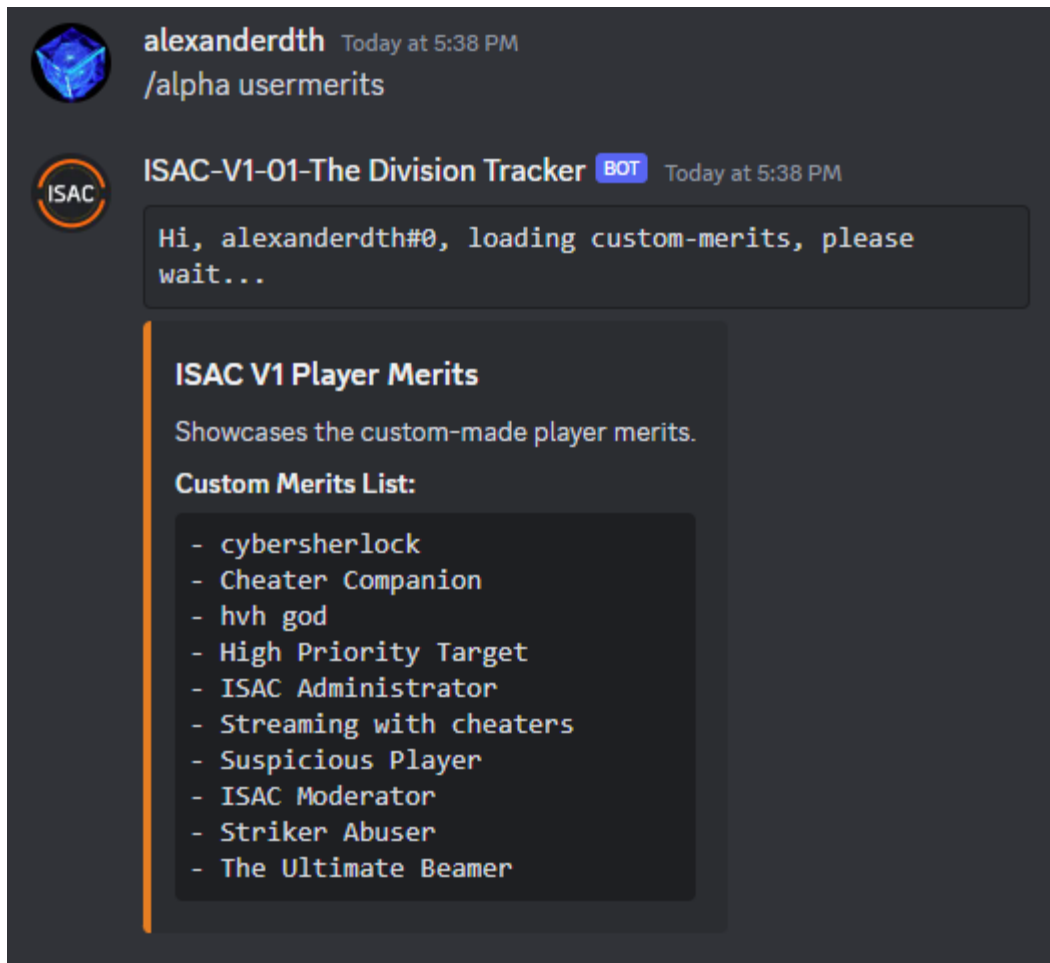 alexanderdth Today at 5:38 PM
/alpha usermerits
ISAC-V1-01-The Division Tracker BOT Today at 5:38 PM
ISAC
Hi, alexanderdth#0, loading custom-merits, please
wait...
ISAC V1 Player Merits
Showcases the custom-made player merits.
Custom Merits List:
- cybersherlock
- Cheater Companion
- hvh god
- High Priority Target
- ISAC Administrator
- Streaming with cheaters
- Suspicious Player
- ISAC Moderator
- Striker Abuser
- The Ultimate Beamer